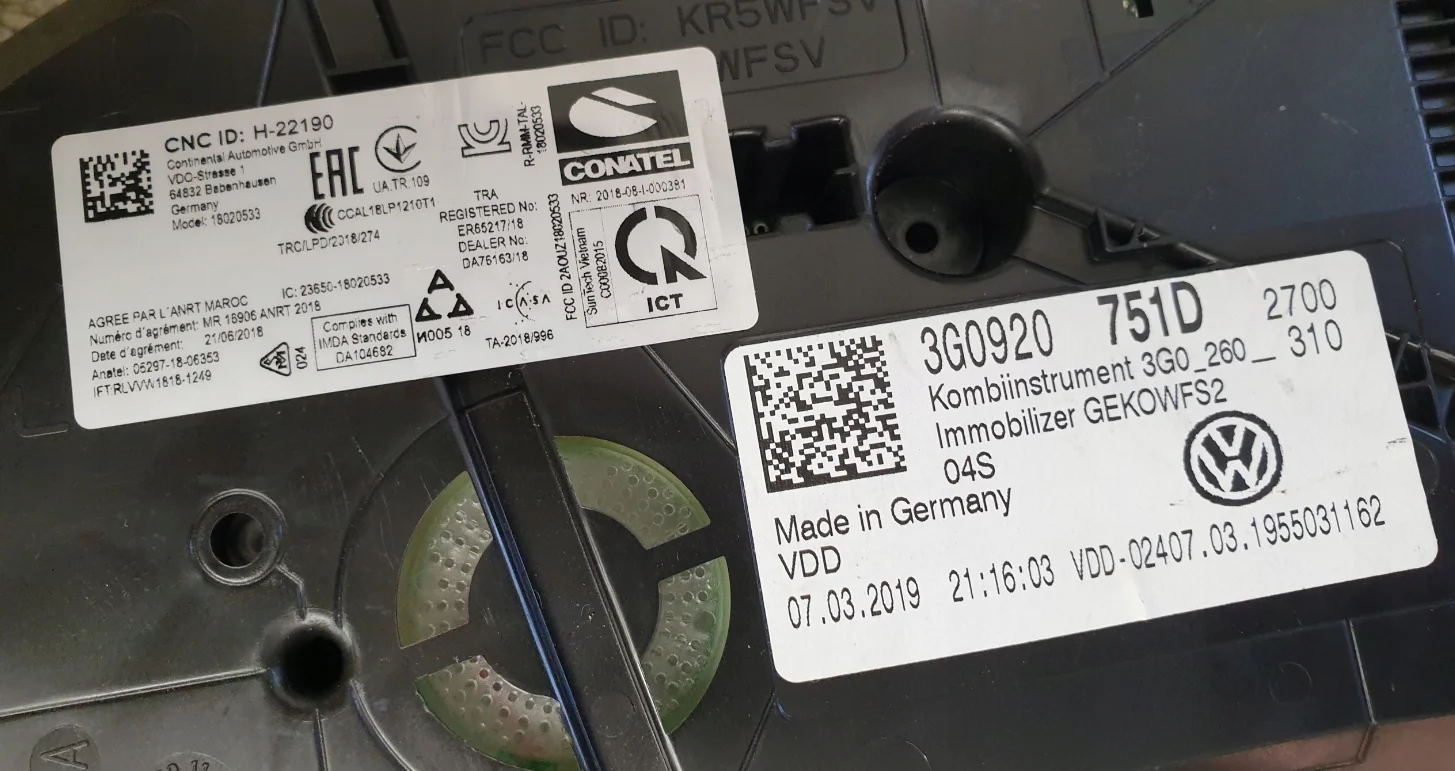 FCC ID: KR5WFSV
WFSV
CNC ID: H-22190
Continental Automotive GmbH
VDO-Strasse 1
64832 Babenhausen
Germany
Model: 18020533
EAC
UA.TR.109
CCAL18LP1210T1
TRC/LPD/2018/274
R-RMM-TAL-
18020533
TRA
REGISTERED No:
ER65217/18
DEALER No:
DA76163/18
CONATEL
NR: 2018-08-I-000381
FCC ID 2AOUZ18020533
SunTech Vietnam
C00082015
ICT
IC: 23650-18020533
AGREE PAR L'ANRT MAROC
Numéro d'agrément: MR 16906 ANRT 2018
Date d'agrément: 21/06/2018
Anatel: 05297-18-06353
IFT:RLVVW1818-1249
024
Complies with
IMDA Standards
DA104682
И005 18
ICASA
TA-2018/996
3G0920 751D 2700
Kombiinstrument 3G0_260_ 310
Immobilizer GEKOWFS2
04S
Made in Germany
VDD
07.03.2019 21:16:03 VDD-02407.03.1955031162
A